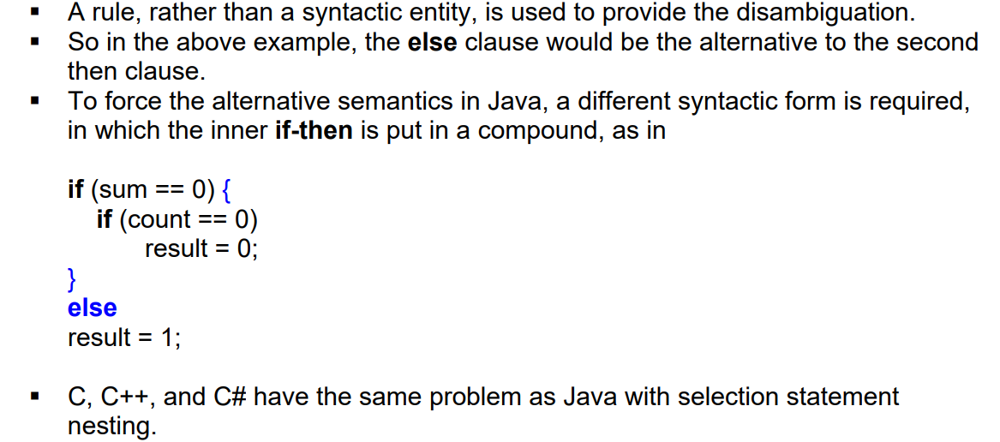 ▪ A rule, rather than a syntactic entity, is used to provide the disambiguation.
▪ So in the above example, the else clause would be the alternative to the second
then clause.
▪ To force the alternative semantics in Java, a different syntactic form is required,
in which the inner if-then is put in a compound, as in
if (sum == 0) {
if (count == 0)
result = 0;
}
else
result = 1;
▪ C, C++, and C# have the same problem as Java with selection statement
nesting.